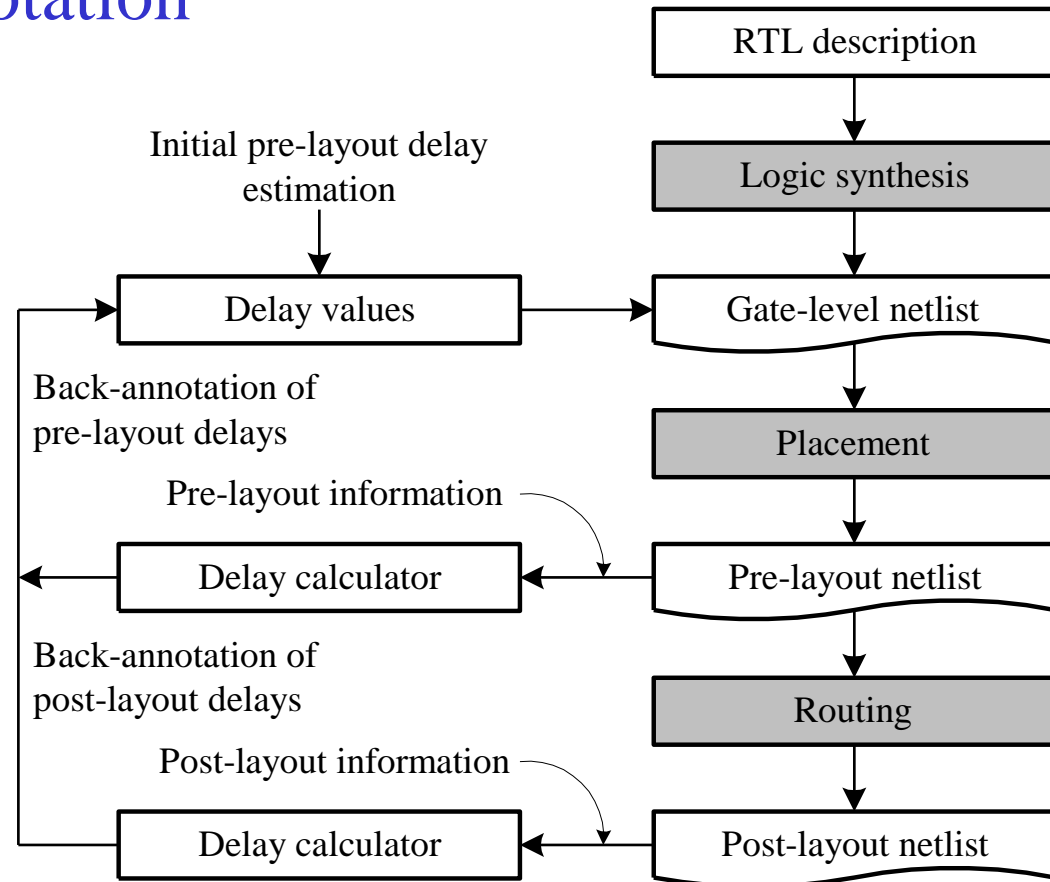 RTL description
Initial pre-layout delay
estimation
Logic synthesis
Delay values
Gate-level netlist
Back-annotation of
pre-layout delays
Placement
Pre-layout information
Delay calculator
Pre-layout netlist
Back-annotation of
post-layout delays
Routing
Post-layout information
Delay calculator
Post-layout netlist